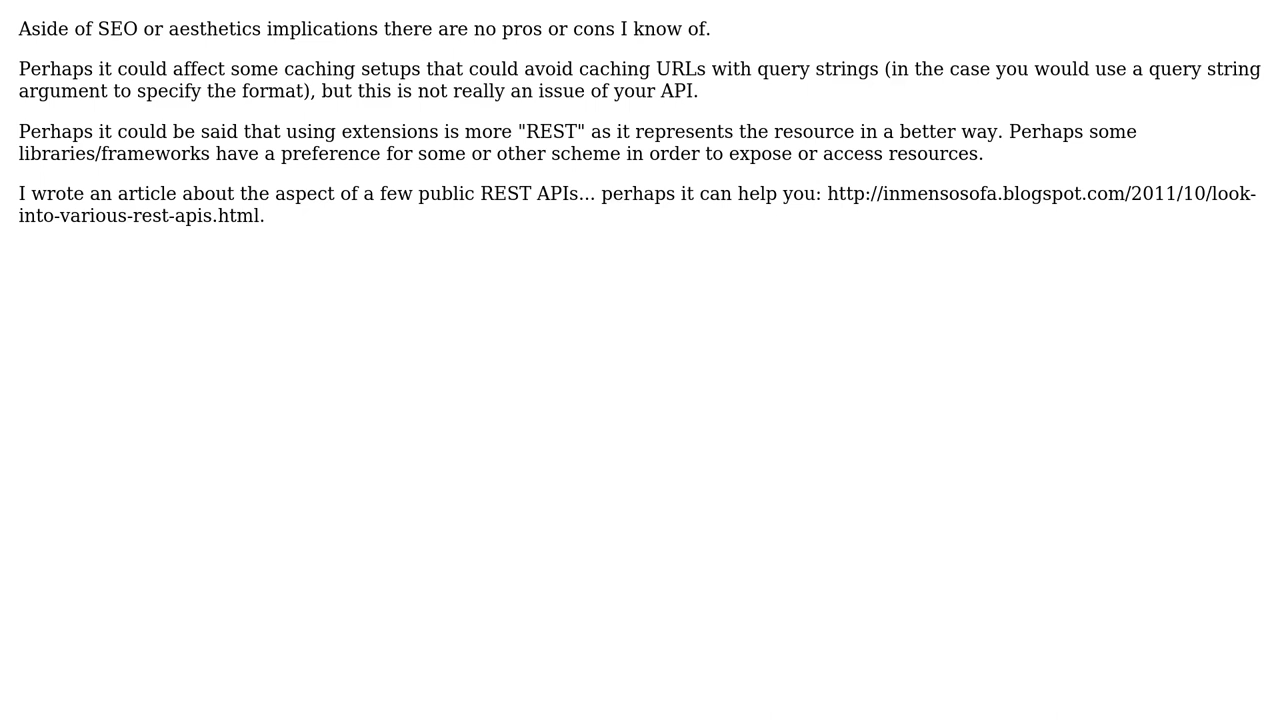 Aside of SEO or aesthetics implications there are no pros or cons I know of.
Perhaps it could affect some caching setups that could avoid caching URLs with query strings (in the case you would use a query string
argument to specify the format), but this is not really an issue of your API.
Perhaps it could be said that using extensions is more "REST" as it represents the resource in a better way. Perhaps some
libraries/frameworks have a preference for some or other scheme in order to expose or access resources.
I wrote an article about the aspect of a few public REST APIs... perhaps it can help you: http://inmensosofa.blogspot.com/2011/10/look-
into-various-rest-apis.html.